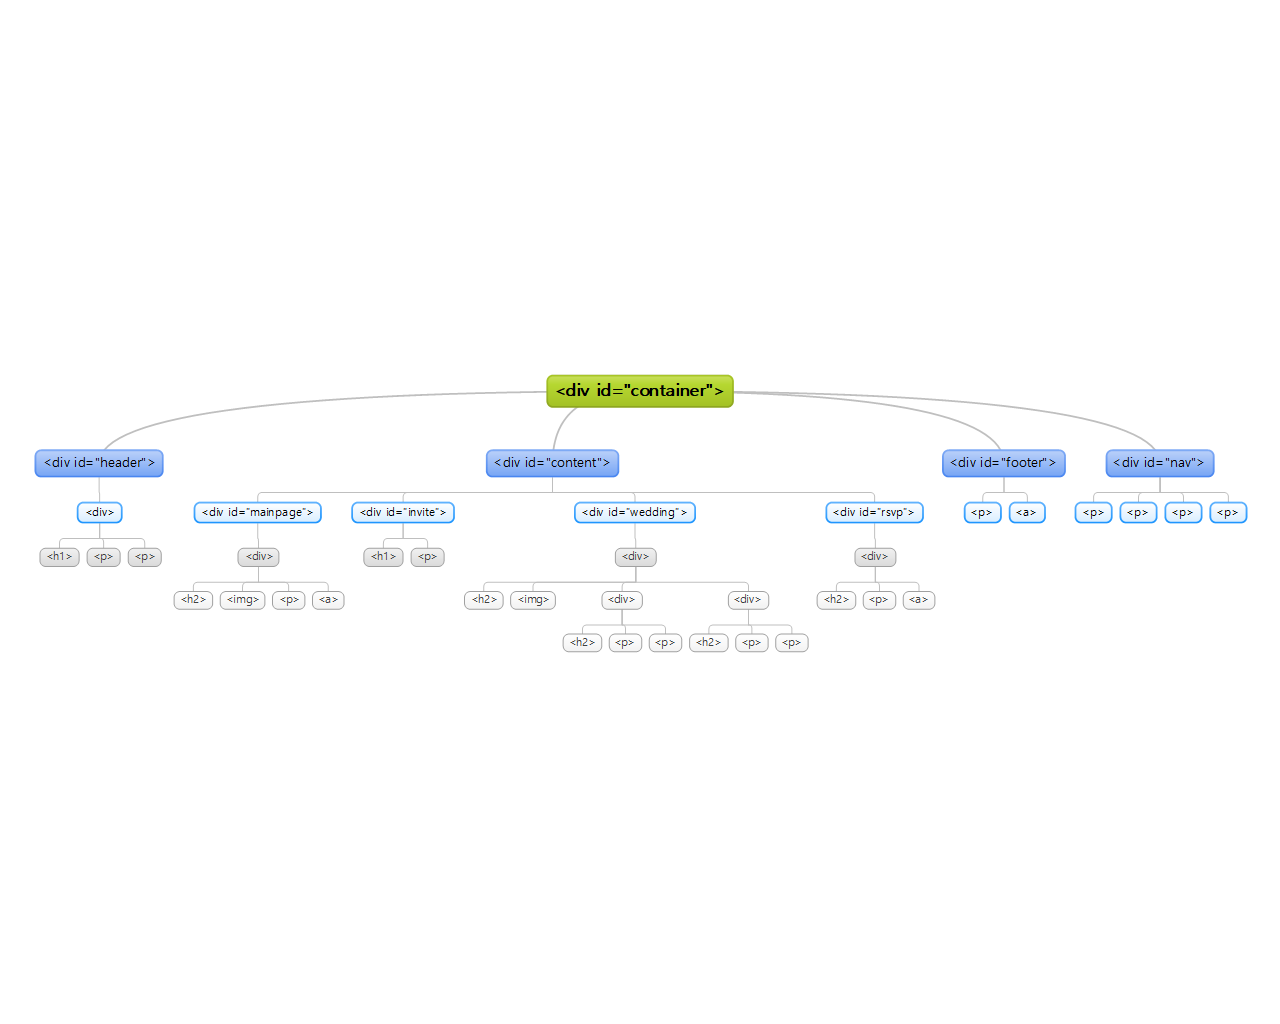 <div id="container">
<div id="header"> <div id="content"> <div id="footer"> <div id="nav">
<div> <div id="mainpage"> <div id="invite"> <div id="wedding"> <div id="rsvp"> <p> <a> <p> <p> <p> <p>
<h1> <p> <p> <div> <h1> <p> <div> <div>
<h2> <img> <p> <a> <h2> <img> <div> <div> <h2> <p> <a>
<h2> <p> <p> <h2> <p> <p>